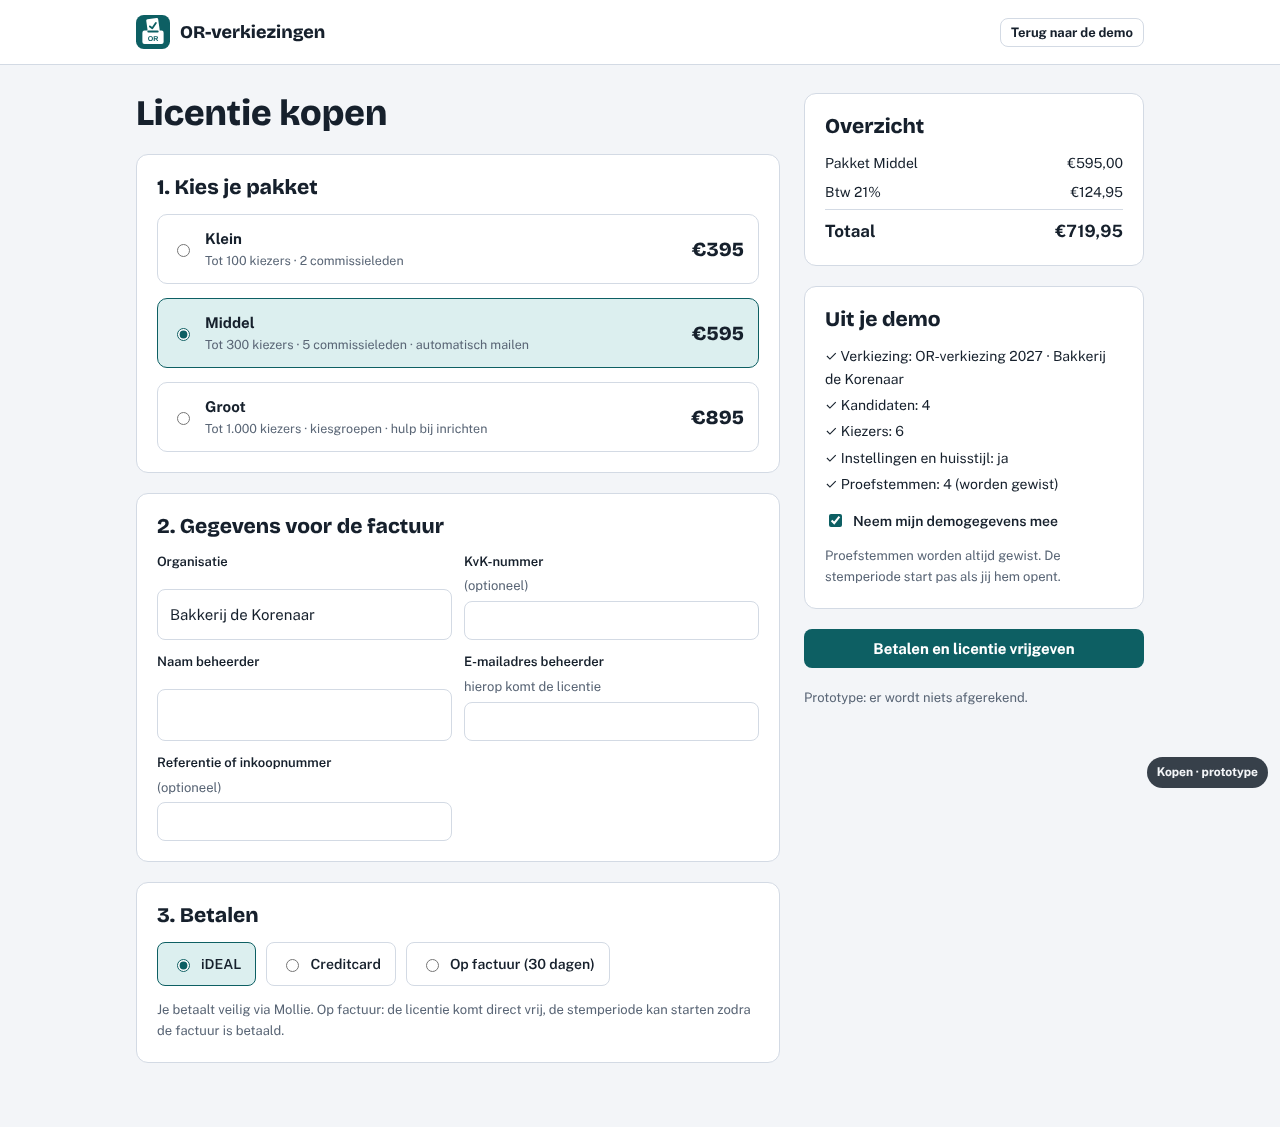 OR
OR-verkiezingen
Terug naar de demo
Licentie kopen
1. Kies je pakket
Klein
Tot 100 kiezers · 2 commissieleden
€395
Middel
Tot 300 kiezers · 5 commissieleden · automatisch mailen
€595
Groot
Tot 1.000 kiezers · kiesgroepen · hulp bij inrichten
€895
2. Gegevens voor de factuur
Organisatie
Bakkerij de Korenaar
KvK-nummer
(optioneel)
Naam beheerder
E-mailadres beheerder
hierop komt de licentie
Referentie of inkoopnummer
(optioneel)
3. Betalen
iDEAL
Creditcard
Op factuur (30 dagen)
Je betaalt veilig via Mollie. Op factuur: de licentie komt direct vrij, de stemperiode kan starten zodra
de factuur is betaald.
Overzicht
Pakket Middel €595,00
Btw 21% €124,95
Totaal €719,95
Uit je demo
✓ Verkiezing: OR-verkiezing 2027 · Bakkerij
de Korenaar
✓ Kandidaten: 4
✓ Kiezers: 6
✓ Instellingen en huisstijl: ja
✓ Proefstemmen: 4 (worden gewist)
Neem mijn demogegevens mee
Proefstemmen worden altijd gewist. De
stemperiode start pas als jij hem opent.
Betalen en licentie vrijgeven
Prototype: er wordt niets afgerekend.
Kopen · prototype